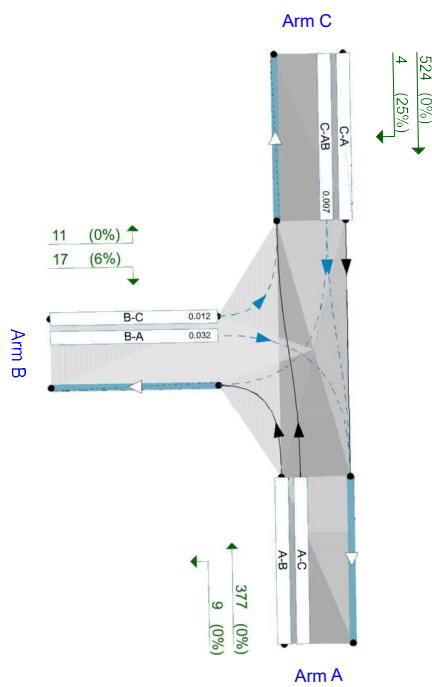 Arm C
524 (0%)
4 (25%)
C-AB
0.007
C-A
11 (0%)
17 (6%)
B-C
0.012
B-A
0.032
Arm B
A-B
A-C
377 (0%)
9 (0%)
Arm A